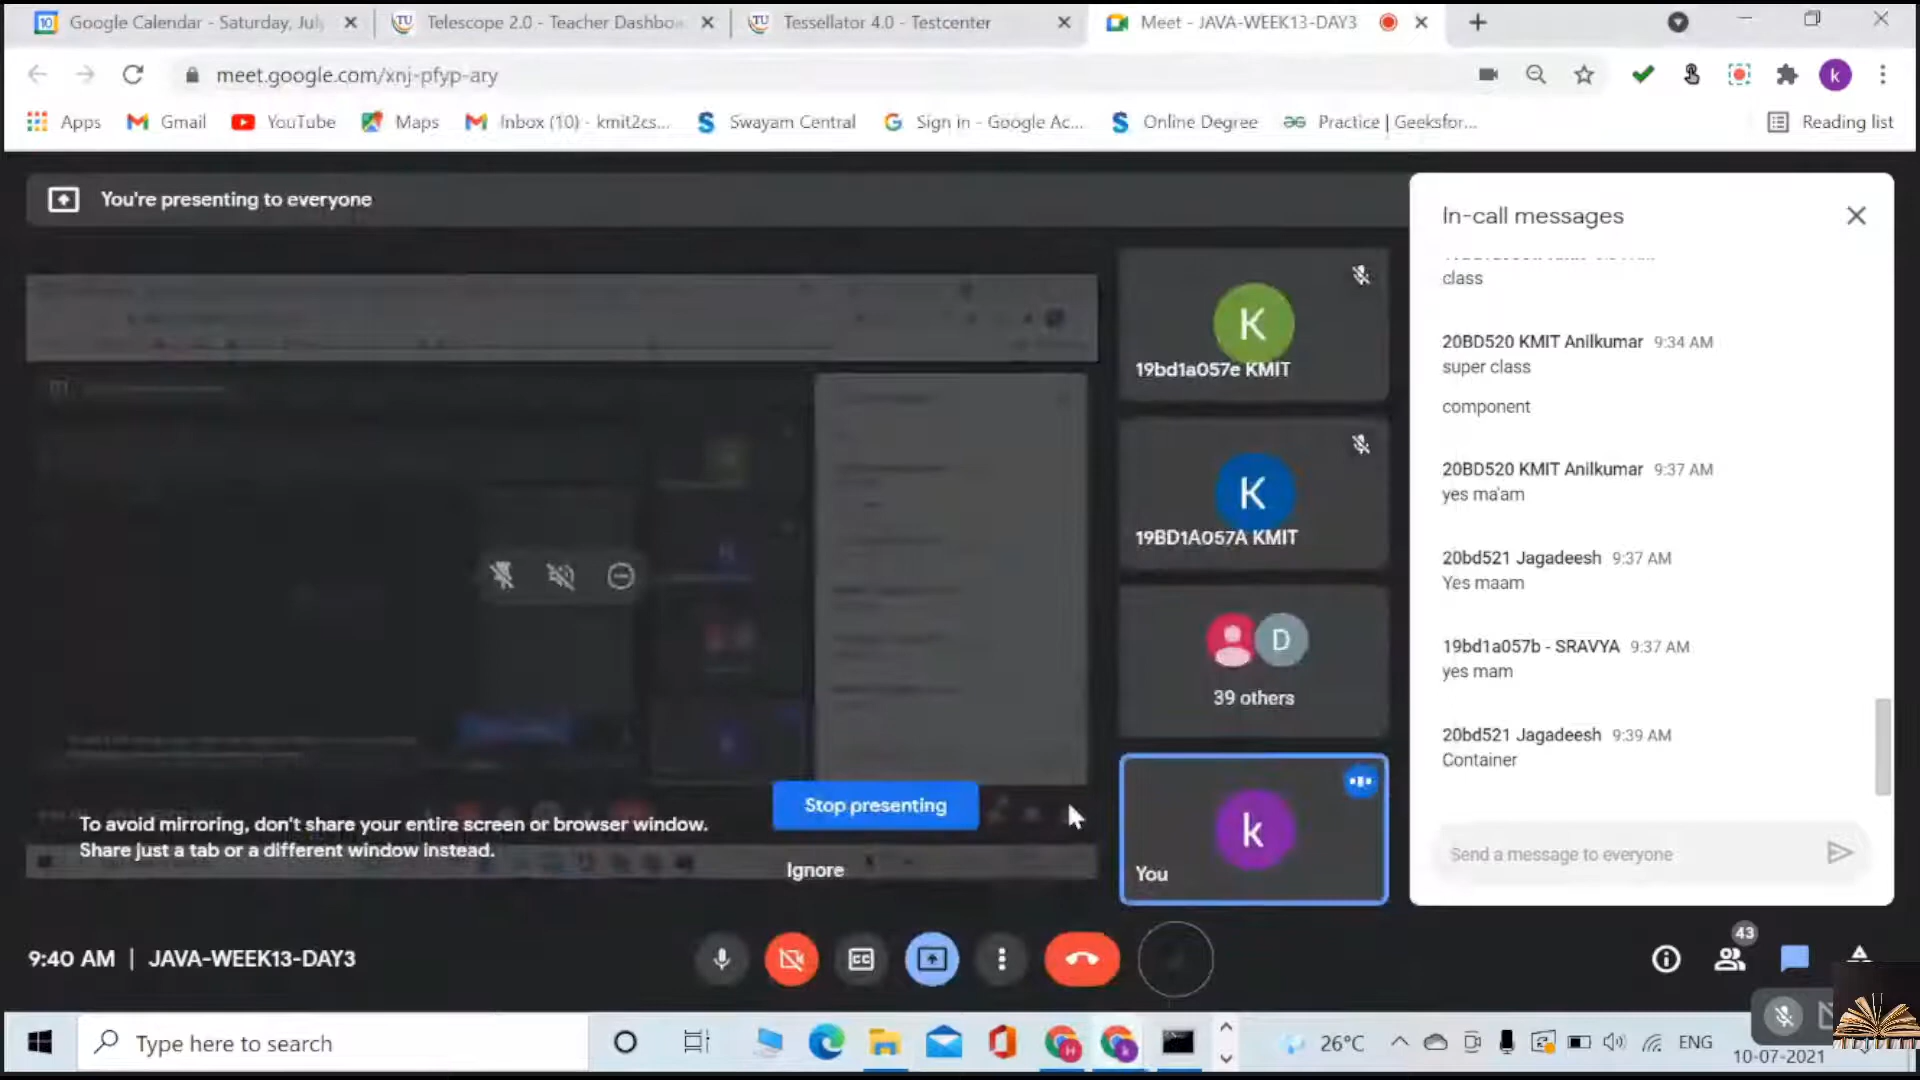 Google Calendar - Saturday, July
Telescope 2.0 - Teacher Dashbo
Tessellator 4.0 - Testcenter
Meet - JAVA-WEEK13-DAY3
meet.google.com/xnj-pfyp-ary
k
Apps
Gmail
YouTube
Maps
Inbox (10) - kmit2cs...
Swayam Central
Sign in - Google Ac...
Online Degree
Practice | Geeksfor...
Reading list
You're presenting to everyone
K
19bd1a057e KMIT
K
19BD1A057A KMIT
D
39 others
k
You
Stop presenting
To avoid mirroring, don't share your entire screen or browser window.
Share just a tab or a different window instead.
Ignore
In-call messages
class
20BD520 KMIT Anilkumar 9:34 AM
super class
component
20BD520 KMIT Anilkumar 9:37 AM
yes ma'am
20bd521 Jagadeesh 9:37 AM
Yes maam
19bd1a057b - SRAVYA 9:37 AM
yes mam
20bd521 Jagadeesh 9:39 AM
Container
Send a message to everyone
9:40 AM | JAVA-WEEK13-DAY3
43
Type here to search
26°C
ENG
10-07-2021